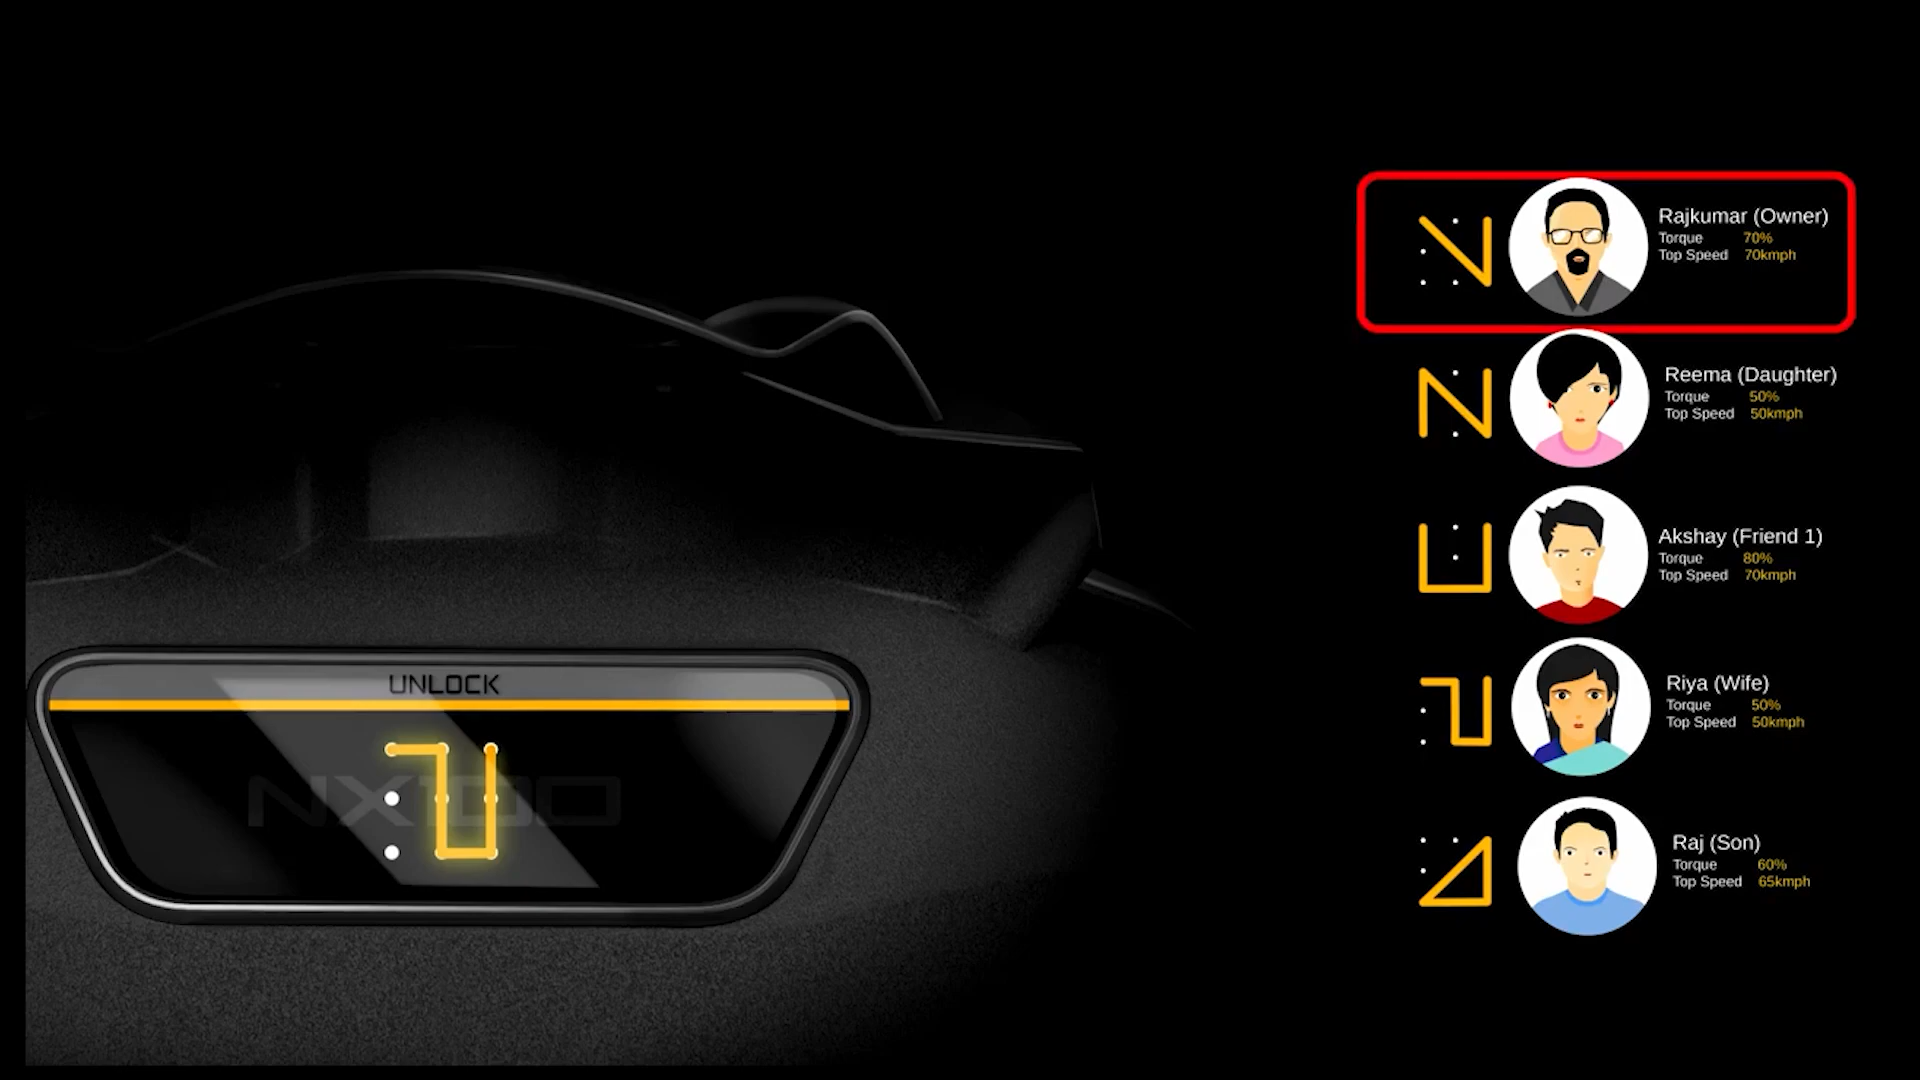 Rajkumar (Owner)
Torque 70%
Top Speed 70kmph
Reema (Daughter)
Torque 50%
Top Speed 50kmph
Akshay (Friend 1)
Torque 80%
Top Speed 70kmph
UNLOCK
NX100
Riya (Wife)
Torque 50%
Top Speed 50kmph
Raj (Son)
Torque 60%
Top Speed 65kmph